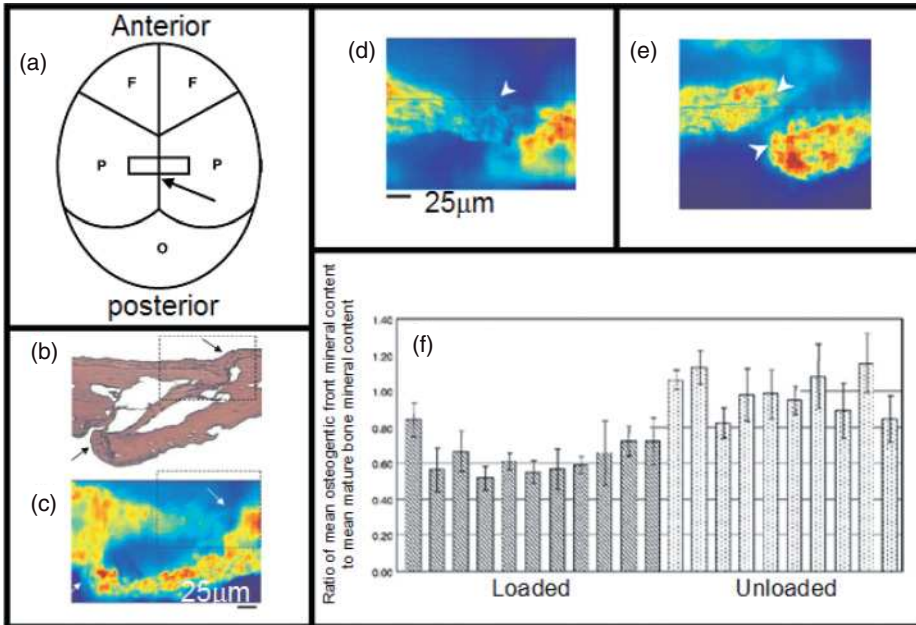 (a)
Anterior
F F
P P
O
posterior
(b)
(c)
25μm
(d)
25μm
(e)
(f)
Ratio of mean osteogentic front mineral content
to mean mature bone mineral content
1.40
1.20
1.00
0.80
0.60
0.40
0.20
0.00
Loaded Unloaded